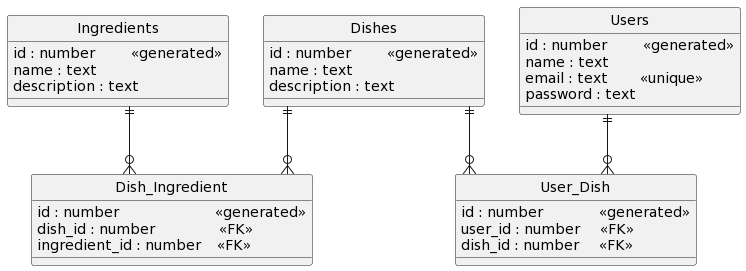 Ingredients
id : number «generated»
name : text
description : text
Dishes
id : number «generated»
name : text
description : text
Users
id : number «generated»
name : text
email : text «unique»
password : text
Dish_Ingredient
id : number «generated»
dish_id : number «FK»
ingredient_id : number «FK»
User_Dish
id : number «generated»
user_id : number «FK»
dish_id : number «FK»